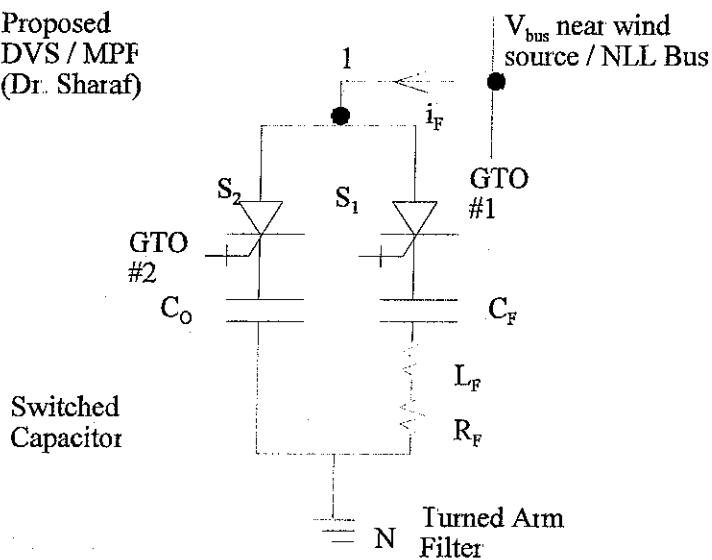 Proposed
DVS / MPF
(Dr. Sharaf)
V_bus near wind
source / NLL Bus
1
i_F
GTO
#1
S_2
S_1
GTO
#2
C_O
C_F
L_F
R_F
Switched
Capacitor
N
Turned Arm
Filter